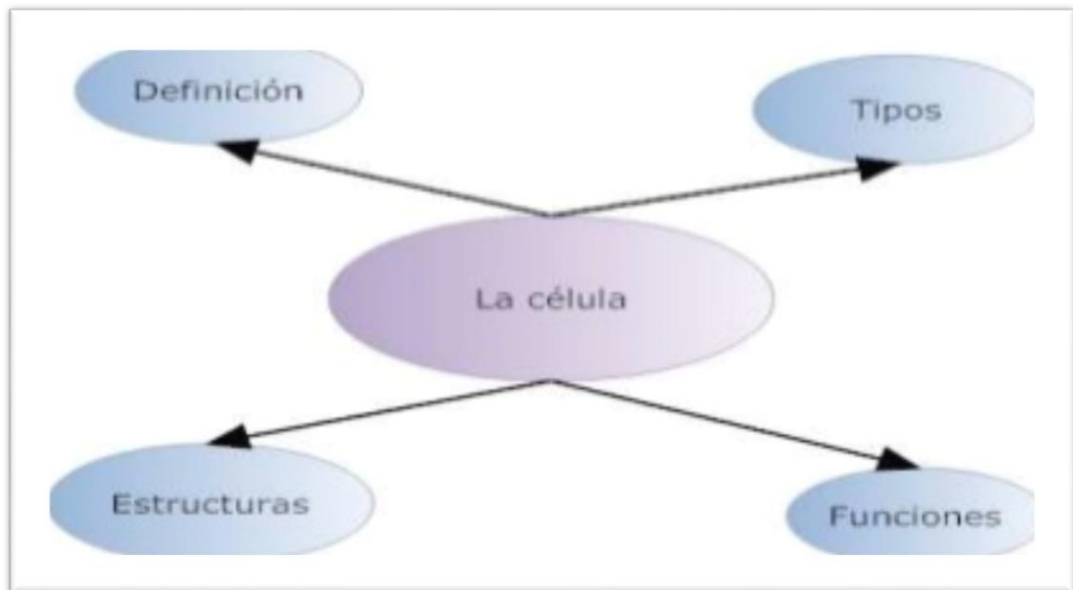 Definición
Tipos
La célula
Estructuras
Funciones